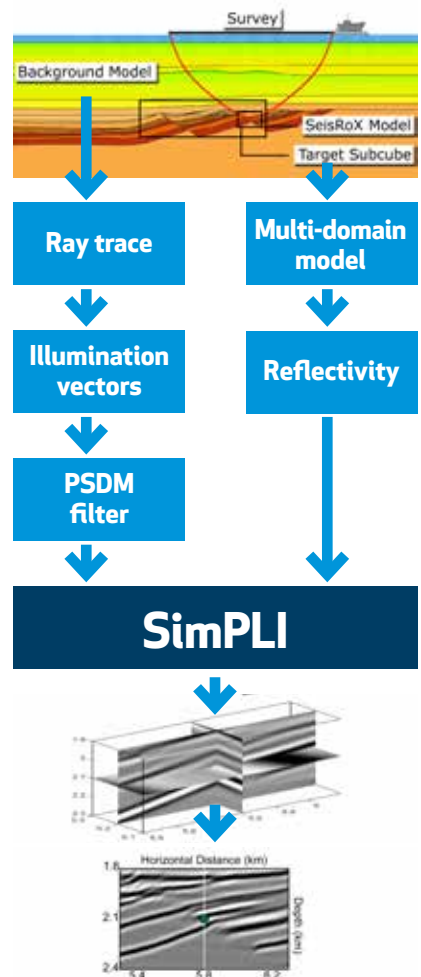 Survey
Background Model
SeisRoX Model
Target Subcube
Ray trace
Multi-domain
model
Illumination
vectors
Reflectivity
PSDM
filter
SimPLI
Horizontal Distance (km)
1.8
2.1
2.4
Depth (km)
5.4
5.8
6.2